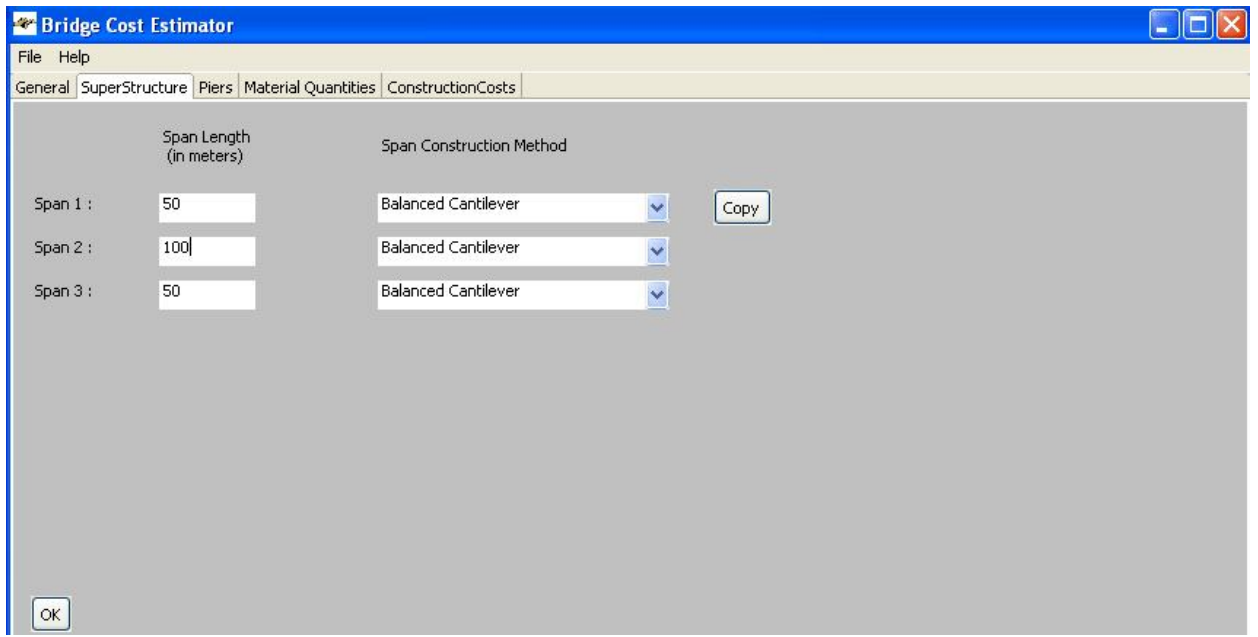 Bridge Cost Estimator
File Help
General SuperStructure Piers Material Quantities ConstructionCosts
Span Length
(in meters)
Span Construction Method
Span 1 : 50 Balanced Cantilever Copy
Span 2 : 100 Balanced Cantilever
Span 3 : 50 Balanced Cantilever
OK